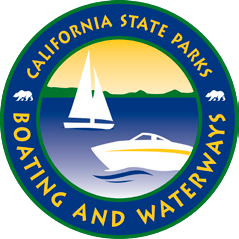 CALIFORNIA STATE PARKS
BOATING AND WATERWAYS